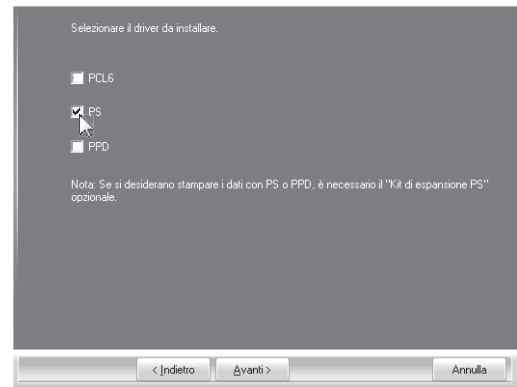 Selezionare il driver da installare.
PCL6
PS
PPD
Nota: Se si desiderano stampare i dati con PS o PPD, è necessario il "Kit di espansione PS"
opzionale.
< Indietro
Avanti >
Annulla